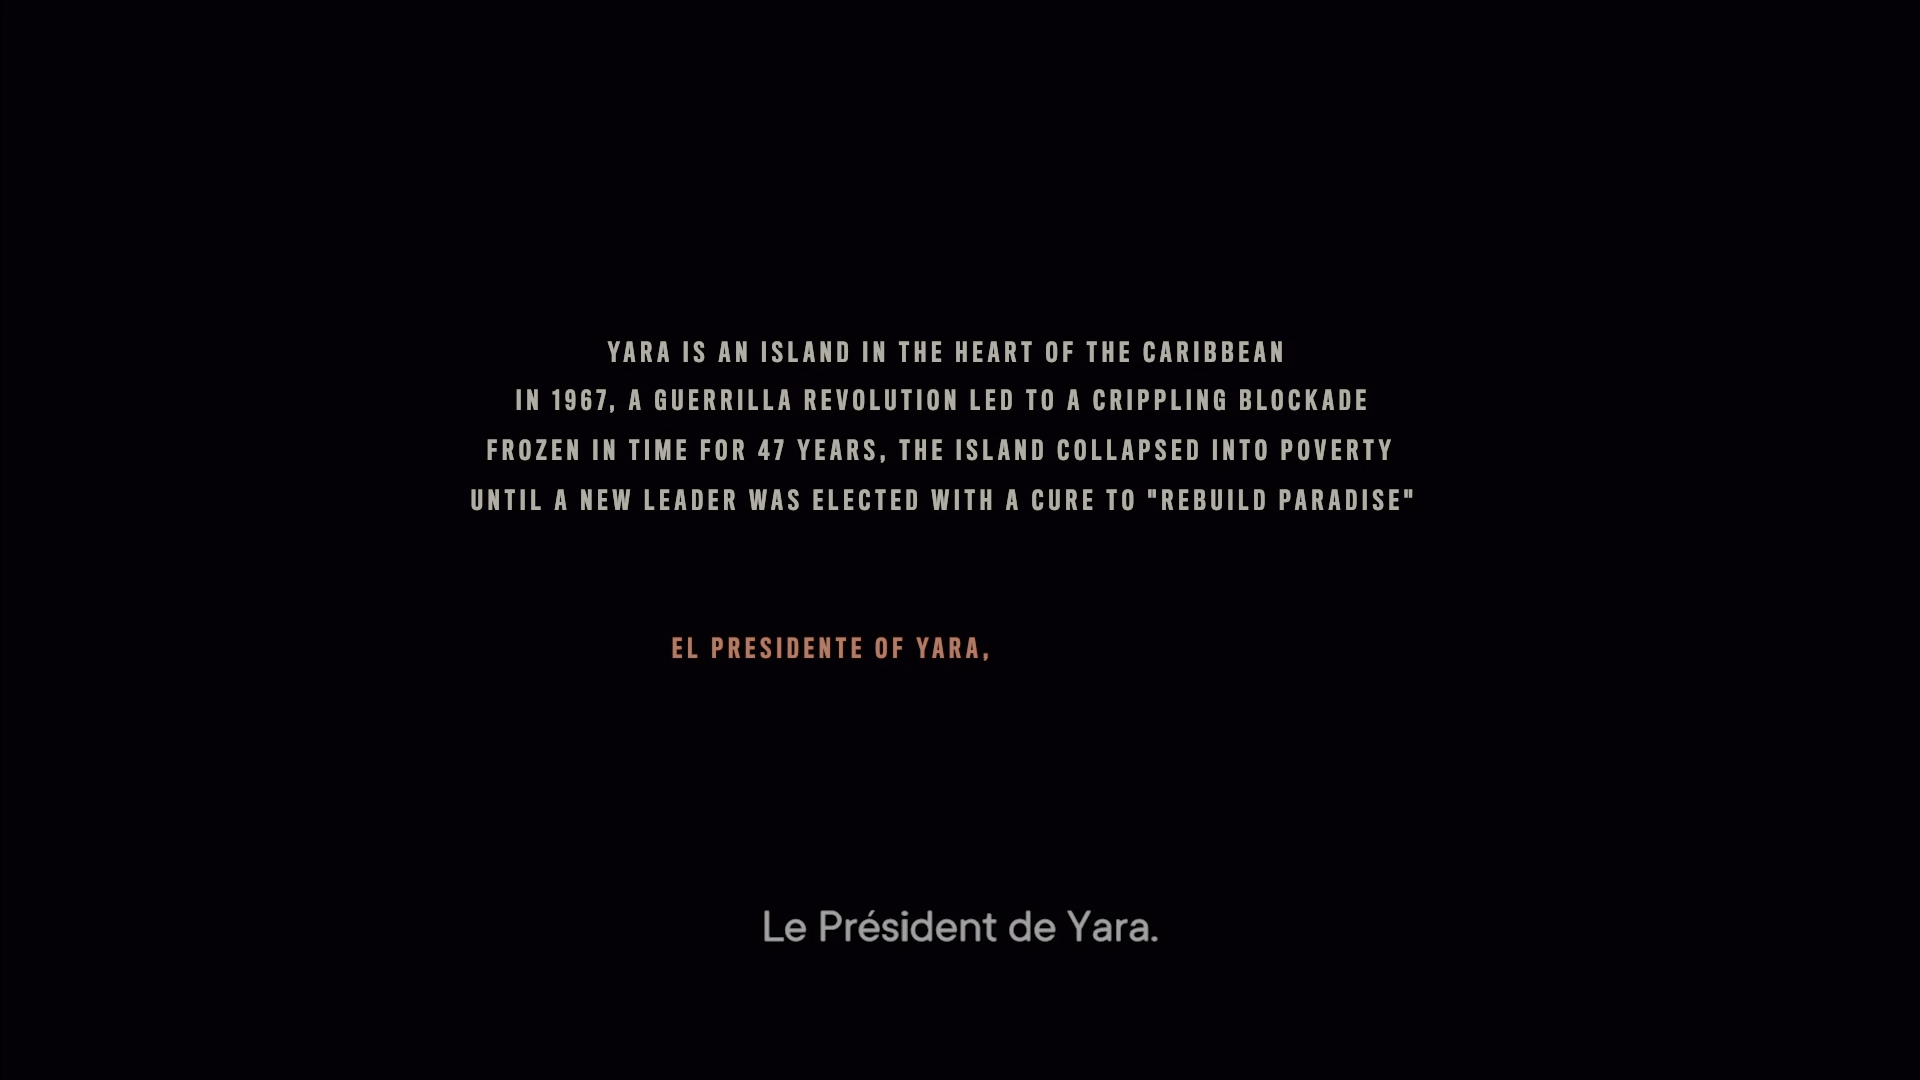 YARA IS AN ISLAND IN THE HEART OF THE CARIBBEAN
IN 1967, A GUERRILLA REVOLUTION LED TO A CRIPPLING BLOCKADE
FROZEN IN TIME FOR 47 YEARS, THE ISLAND COLLAPSED INTO POVERTY
UNTIL A NEW LEADER WAS ELECTED WITH A CURE TO "REBUILD PARADISE"
EL PRESIDENTE OF YARA,
Le Président de Yara.